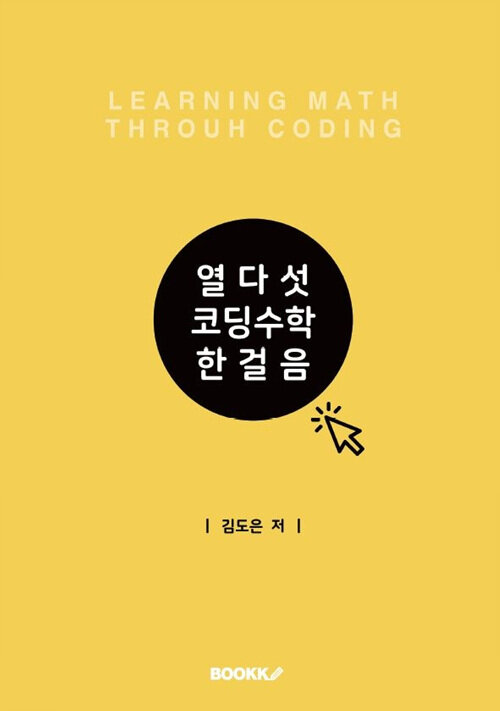 LEARNING MATH
THROUH CODING
열다섯
코딩수학
한걸음
| 김도은 저 |
BOOKK